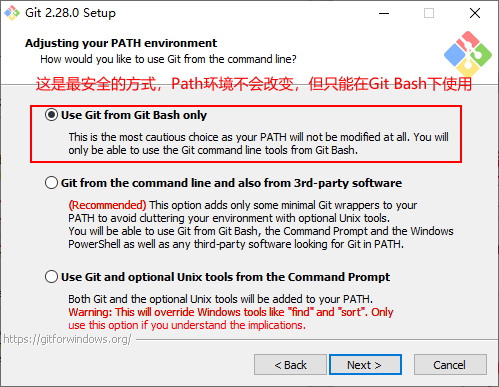 Git 2.28.0 Setup
Adjusting your PATH environment
How would you like to use Git from the command line?
这是最安全的方式，Path环境不会改变，但只能在Git Bash下使用
Use Git from Git Bash only
This is the most cautious choice as your PATH will not be modified at all. You will
only be able to use the Git command line tools from Git Bash.
Git from the command line and also from 3rd-party software
(Recommended) This option adds only some minimal Git wrappers to your
PATH to avoid cluttering your environment with optional Unix tools.
You will be able to use Git from Git Bash, the Command Prompt and the Windows
PowerShell as well as any third-party software looking for Git in PATH.
Use Git and optional Unix tools from the Command Prompt
Both Git and the optional Unix tools will be added to your PATH.
Warning: This will override Windows tools like "find" and "sort". Only
use this option if you understand the implications.
https://gitforwindows.org/
< Back Next > Cancel